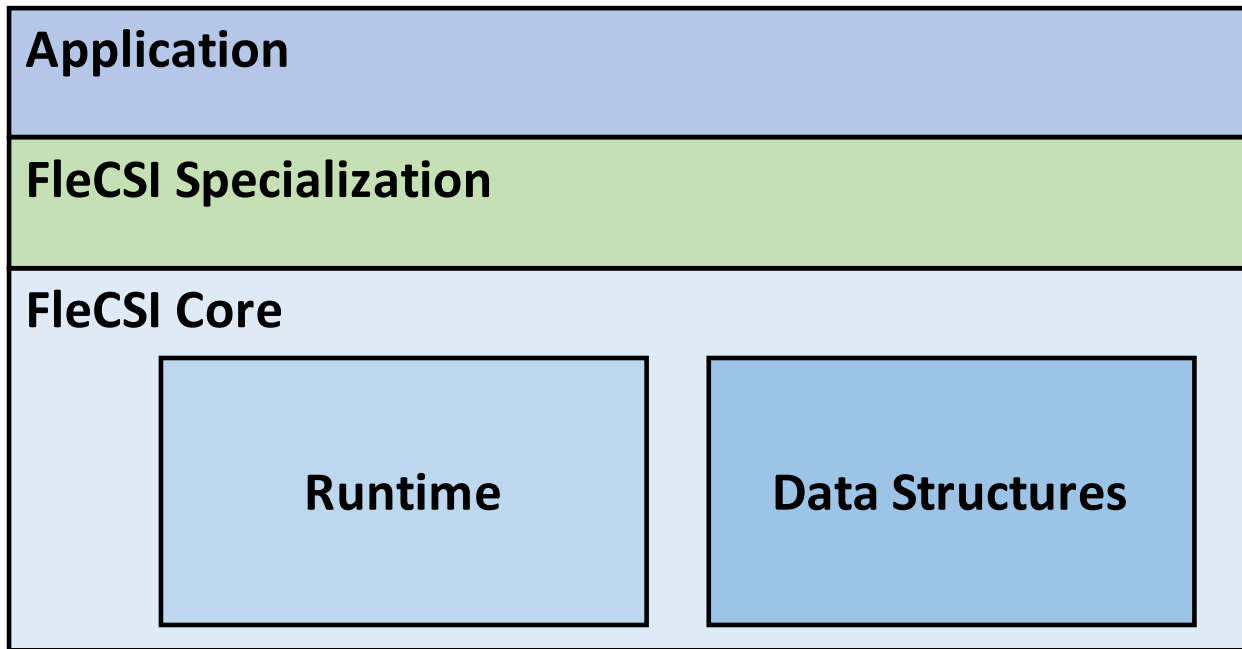 Application
FleCSI Specialization
FleCSI Core
Runtime
Data Structures